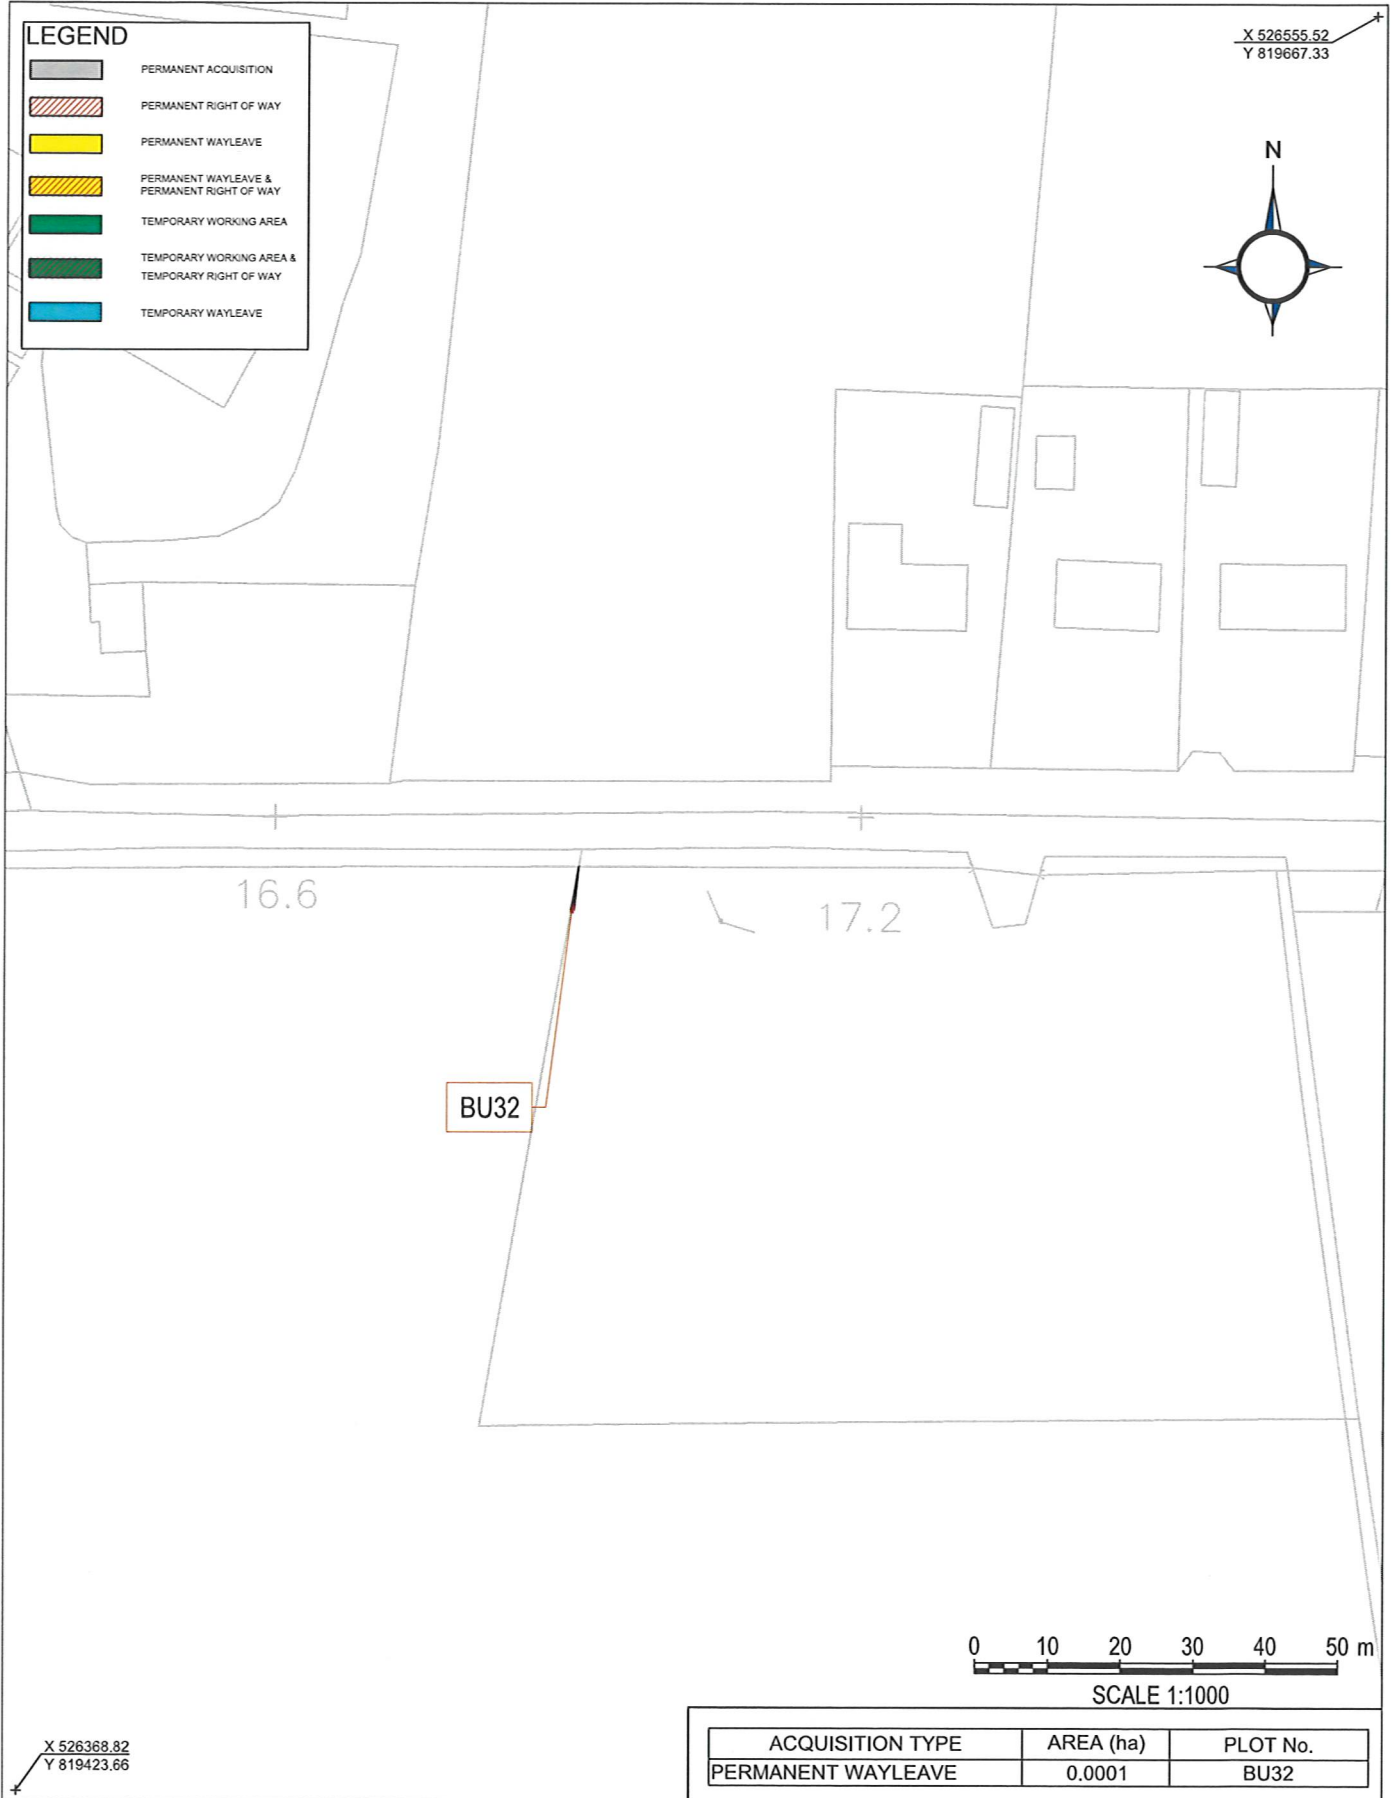 LEGEND
PERMANENT ACQUISITION
PERMANENT RIGHT OF WAY
PERMANENT WAYLEAVE
PERMANENT WAYLEAVE &
PERMANENT RIGHT OF WAY
TEMPORARY WORKING AREA
TEMPORARY WORKING AREA &
TEMPORARY RIGHT OF WAY
TEMPORARY WAYLEAVE
X 526555.52
Y 819667.33
N
16.6
17.2
BU32
0 10 20 30 40 50 m
SCALE 1:1000
X 526368.82
Y 819423.66
ACQUISITION TYPE AREA (ha) PLOT No.
PERMANENT WAYLEAVE 0.0001 BU32